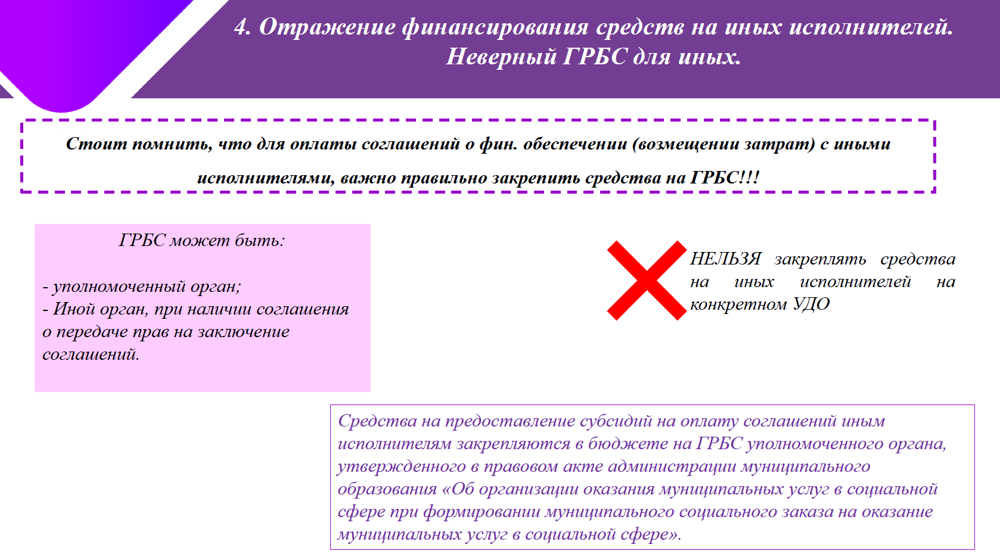 4. Отражение финансирования средств на иных исполнителей.
Неверный ГРБС для иных.
Стоит помнить, что для оплаты соглашений о фин. обеспечении (возмещении затрат) с иными
исполнителями, важно правильно закрепить средства на ГРБС!!!
ГРБС может быть:
- уполномоченный орган;
- Иной орган, при наличии соглашения
о передаче прав на заключение
соглашений.
НЕЛЬЗЯ закреплять средства
на иных исполнителей на
конкретном УДО
Средства на предоставление субсидий на оплату соглашений иным
исполнителям закрепляются в бюджете на ГРБС уполномоченного органа,
утвержденного в правовом акте администрации муниципального
образования «Об организации оказания муниципальных услуг в социальной
сфере при формировании муниципального социального заказа на оказание
муниципальных услуг в социальной сфере».